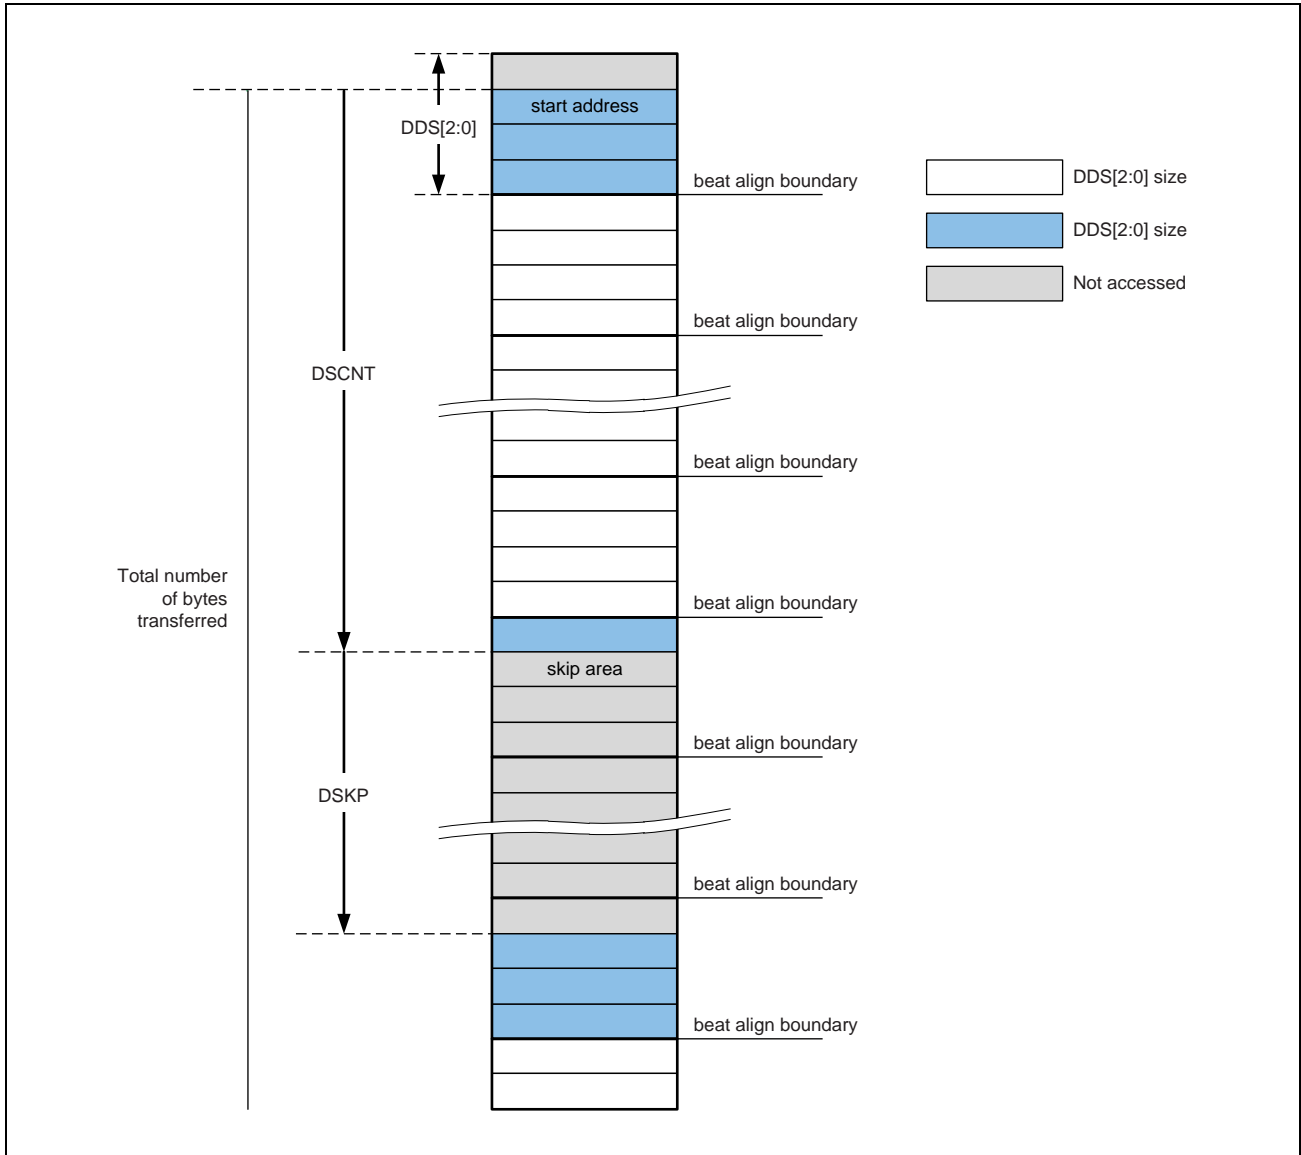 start address
DDS[2:0]
beat align boundary
DDS[2:0] size
DDS[2:0] size
Not accessed
beat align boundary
DSCNT
beat align boundary
Total number
of bytes
transferred
beat align boundary
skip area
beat align boundary
DSKP
beat align boundary
beat align boundary